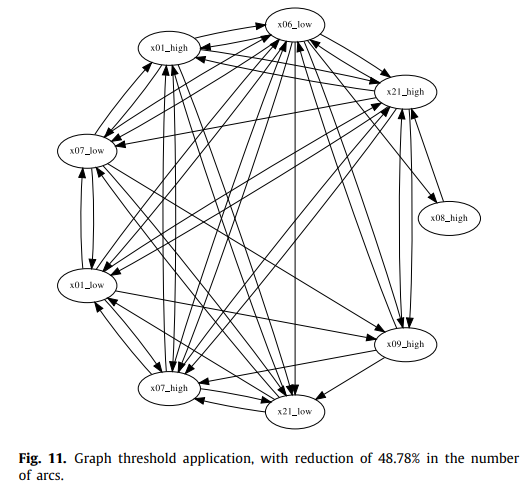 x06_low
x01_high
x21_high
x07_low
x08_high
x01_low
x09_high
x07_high
x21_low
Fig. 11. Graph threshold application, with reduction of 48.78% in the number
of arcs.